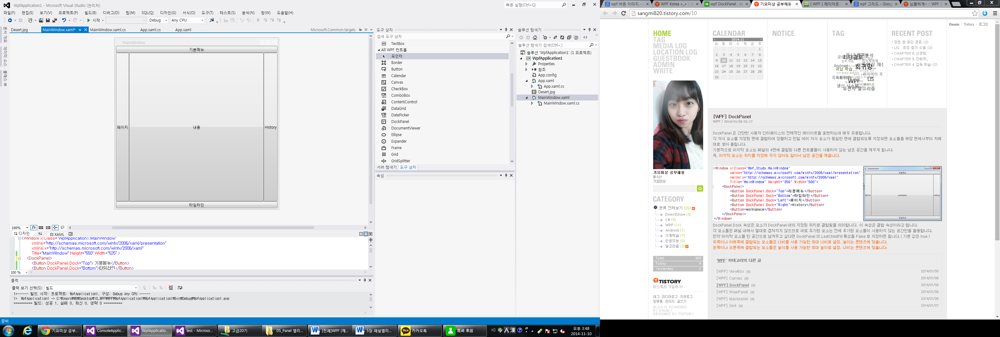 WpfApplication1 - Microsoft Visual Studio (관리자)
빠른 실행(Ctrl+Q)
파일(F) 편집(E) 보기(V) 프로젝트(P) 빌드(B) 디버그(D) 팀(M) SQL(Q) 디자인(G) 서식(O) 도구(T) 테스트(S) 분석(N) 창(W) 도움말(H)
시작 Debug Any CPU
Desert.jpg MainWindow.xaml* MainWindow.xaml.cs App.xaml.cs App.xaml Microsoft.Common.targets
문서 개요
데이터 소스
클래스 뷰
MainWindow
기본메뉴
페이지 내용 History
타임라인
100%
디자인 XAML
<Window x:Class="WpfApplication1.MainWindow"
xmlns="http://schemas.microsoft.com/winfx/2006/xaml/presentation"
xmlns:x="http://schemas.microsoft.com/winfx/2006/xaml"
Title="MainWindow" Height="550" Width="525" >
<DockPanel>
<Button DockPanel.Dock="Top"> 기본메뉴</Button>
<Button DockPanel.Dock="Bottom">타임라인</Button>
100 %
출력
출력 보기 선택(S): 빌드
1>------ 빌드 시작: 프로젝트: WpfApplication1, 구성: Debug Any CPU ------
1> WpfApplication1 -> C:\Users\WB\Desktop\10_WPF\WPF\WpfApplication1\WpfApplication1\bin\Debug\WpfApplication1.exe
========== 빌드: 성공 1, 실패 0, 최신 0, 생략 0 ==========
준비
도구 상자
검색 도구 상자
TextBox
All WPF 컨트롤
포인터
Border
Button
Calendar
Canvas
CheckBox
ComboBox
ContentControl
DataGrid
DatePicker
DockPanel
DocumentViewer
Ellipse
Expander
Frame
Grid
GridSplitter
서버 탐색기 도구 상자
속성
솔루션 탐색기
솔루션 탐색기 검색(Ctrl+;)
솔루션 'WpfApplication1' (1 프로젝트)
WpfApplication1
Properties
참조
App.config
App.xaml
App.xaml.cs
Desert.jpg
MainWindow.xaml
MainWindow.xaml.cs
기요미상 공부... ConsoleApplic... WpfApplicatio... test - Microso... 고급20기 05_Panel 엘리... [전체]WPF (제... 5장 패널엘리... 카카오톡 尾﨑 果苗
KO A 漢
오후 3:48
2014-11-10
wpf 버튼 이미지 - WPF Korea +_+ :: wpf DockPanel : 네 기요미상 공부해용 [ WPF ] 레이아웃 - wpf 그리드 - Goog 심플하게~ :: WPF
sangmi820.tistory.com/10
Daum | Tistory | 로그인
HOME
TAG
MEDIA LOG
LOCATION LOG
GUESTBOOK
ADMIN
WRITE
기요미상 공부해용
빠샤!!
기요미상
CATEGORY
분류 전체보기 (26)
DirectShow (0)
C# (5)
WPF (11)
Android (1)
기계학습 (7)
인공지능 (0)
알고리즘 (2)
Total 929
Today 4
Yesterday 2
TISTORY
티스토리 가입하기!
태그 : 미디어로그 : 지역로그
방명록 : 관리자 : 글쓰기
BLOG IS POWERED
BY DAUM /
DESIGNED BY TISTORY
CALENDAR
2014.11
일 월 화 수 목 금 토
1
2 3 4 5 6 7 8
9 10 11 12 13 14 15
16 17 18 19 20 21 22
23 24 25 26 27 28 29
30
NOTICE
TAG
최단경로
Android
귀납 학습
회귀망
파라미터 조
WPF
LIS
생산 시스템
유전자 알고리즘
RECENT POST
모든 쌍 최단 경로. (2)
LIS : 최장 증가 수열. (2)
CHAPTER 6. 신경망.
CHAPTER 5. 진화적..
CHAPTER 4. 감독 학습. (2)
[WPF] DockPanel
WPF / 2014/01/08 02:17
DockPanel 은 간단한 사용자 인터페이스의 전체적인 레이아웃을 표현하는데 매우 유용합니다.
각 자식 요소를 지정된 면에 결합하여 정렬하고 만일 여러 자식 요소가 동일한 면에 결합되도록 지정되면 요소들을 해당 면에서부터 차례
대로 쌓아 올립니다.
기본적으로 마지막 요소는 패널의 4면에 결합된 다른 컨트롤들이 사용하지 않는 남은 공간을 채우게 됩니다.
즉, 마지막 요소는 위치를 지정해 주지 않아도 알아서 남은 공간을 채웁니다.
<Window x:Class="Wpf_Study.MainWindow"
xmlns="http://schemas.microsoft.com/winfx/2006/xaml/presentation"
xmlns:x="http://schemas.microsoft.com/winfx/2006/xaml"
Title="MainWindow" Height="350" Width="500">
<DockPanel>
<Button DockPanel.Dock="Top">리본메뉴</Button>
<Button DockPanel.Dock="Bottom">타임라인</Button>
<Button DockPanel.Dock="Left">페이지</Button>
<Button DockPanel.Dock="Right">History</Button>
<Button>workspace</Button>
</DockPanel>
</Window>
MainWindow
리본메뉴
페이지 workspace History
타임라인
DockPanel.Dock 속성은 요소가 DockPanel 내의 지정된 위치로 결합됨을 의미합니다. 이 속성은 결합 속성이라고 합니다.
각 요소들은 패널 내에서 절대로 겹쳐지지 않으므로 새로 추가된 요소는 전에 추가된 요소들이 사용하지 않는 공간만을 활용합니다.
만약 마지막 요소를 빈 공간으로 남겨두고 싶다면 DockPanel 의 LastChildFill 특성을 False 로 지정하면 됩니다.( 기본 값은 true )
위쪽이나 아래쪽에 결합되는 요소들은 너비를 사용 가능한 최대 너비로 설정, 높이는 콘텐츠에 맞춥니다.
왼쪽이나 오른쪽에 결합되는 요소들은 높이를 사용 가능한 최대 높이로 설정, 너비는 콘텐츠에 맞춥니다.
'WPF' 카테고리의 다른 글
[WPF] ViewBox (0) 2014/01/08
[WPF] Canvas (0) 2014/01/08
[WPF] DockPanel (0) 2014/01/08
[WPF] WrapPanel (0) 2014/01/08
[WPF] stackpanel (0) 2014/01/08
[WPF] Gird (0) 2014/01/07